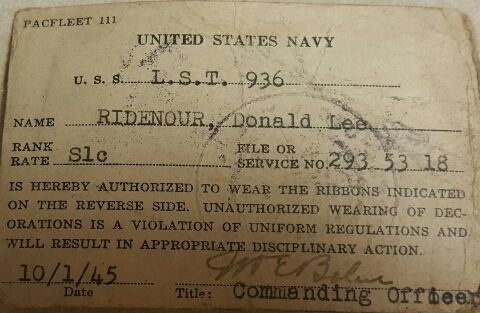 PACFLEET 111
UNITED STATES NAVY
U. S. S. L.S.T. 936
NAME RIDENOUR, Donald Lee
RANK
RATE S1c
FILE OR
SERVICE NO. 293 53 18
IS HEREBY AUTHORIZED TO WEAR THE RIBBONS INDICATED
ON THE REVERSE SIDE. UNAUTHORIZED WEARING OF DEC-
ORATIONS IS A VIOLATION OF UNIFORM REGULATIONS AND
WILL RESULT IN APPROPRIATE DISCIPLINARY ACTION.
10/1/45
Date
Title: Commanding Officer